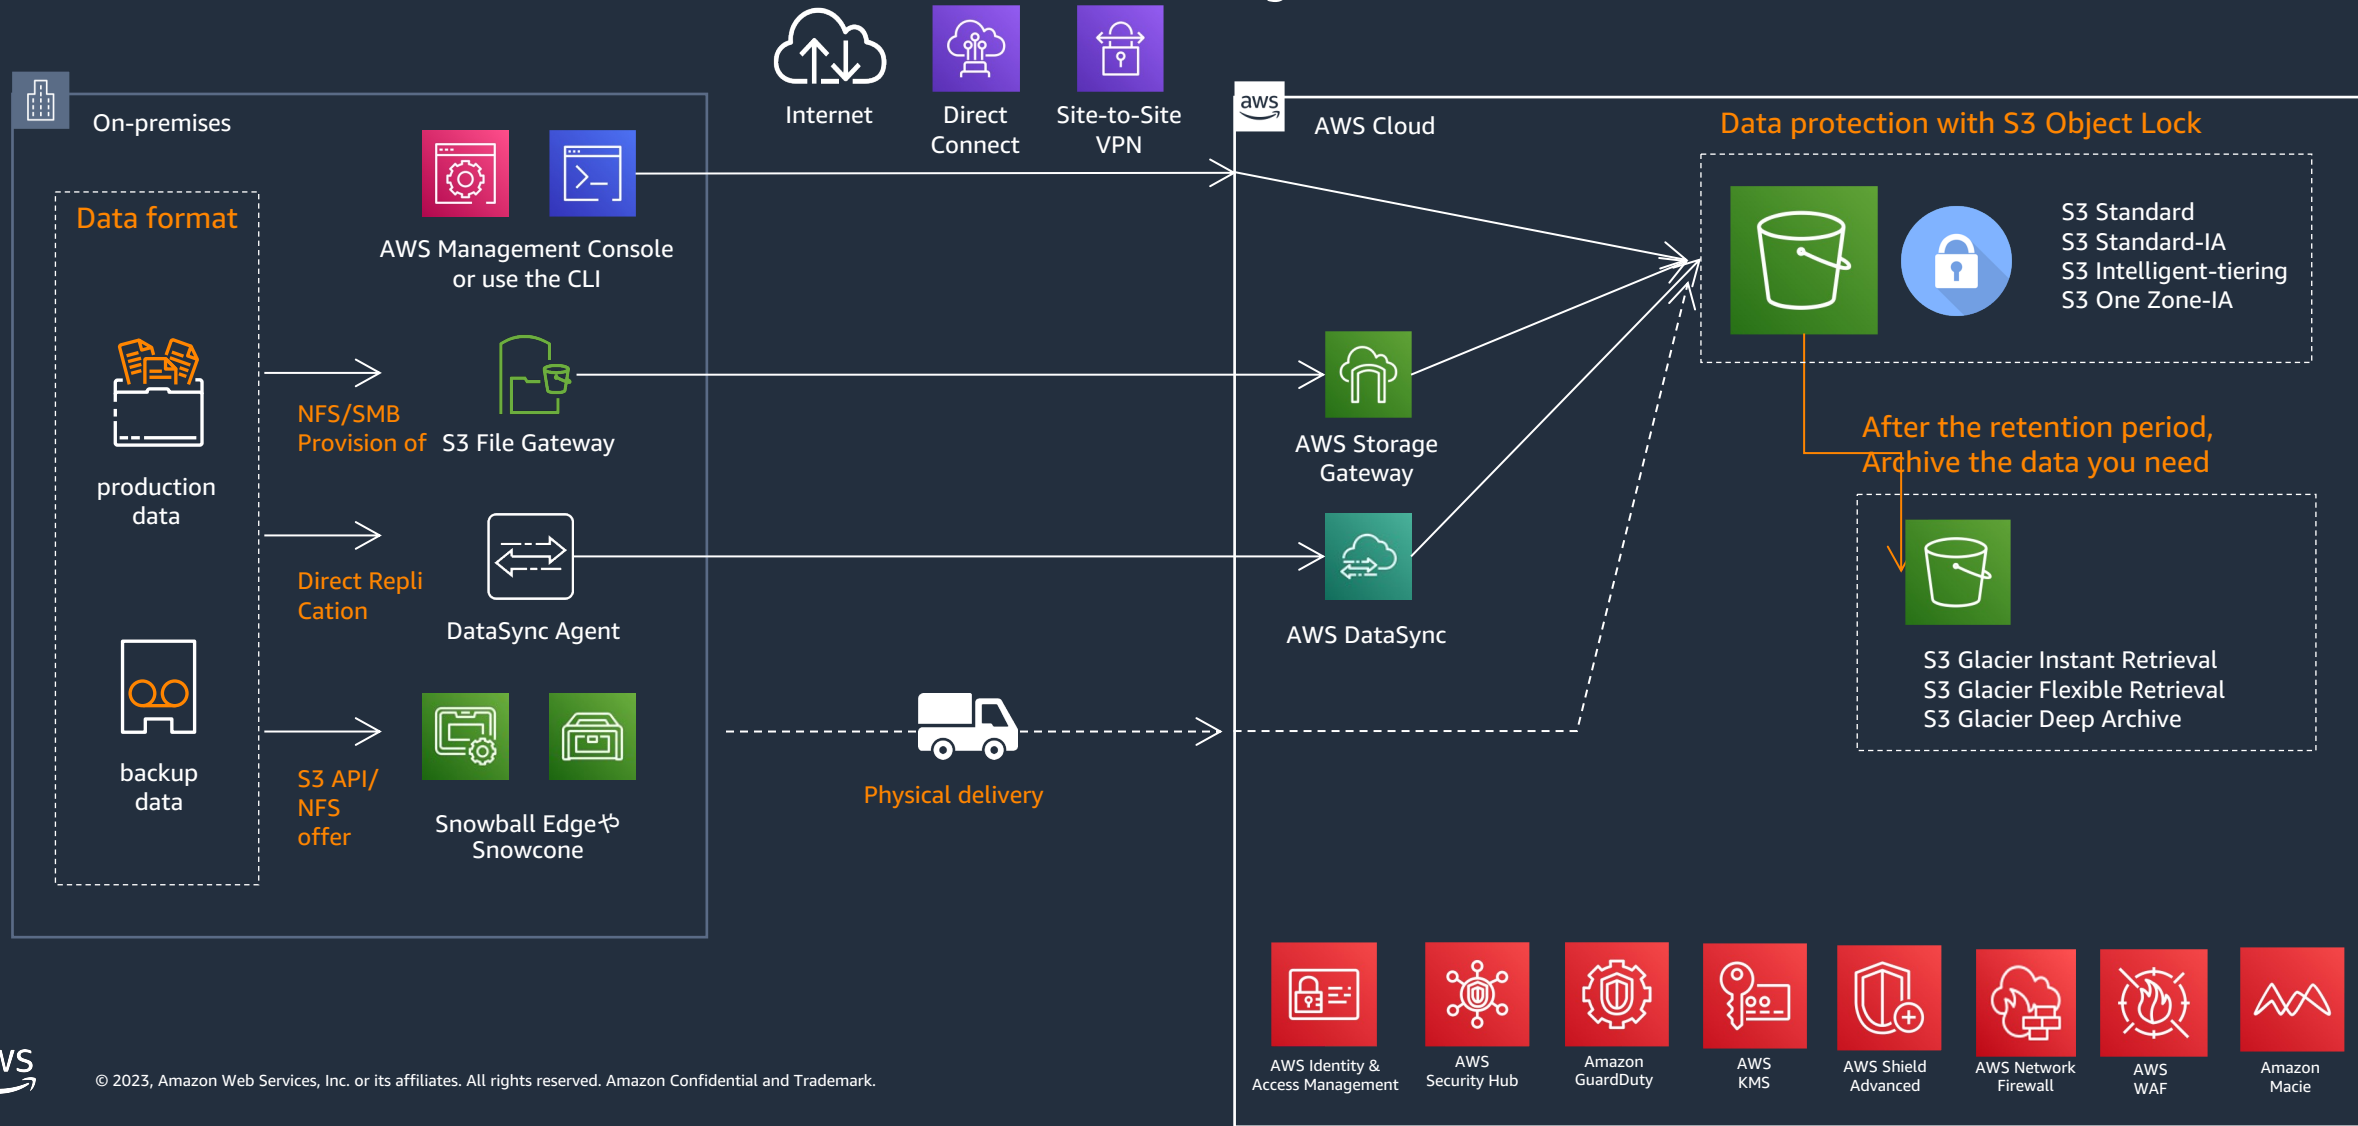 Internet
Direct
Connect
Site-to-Site
VPN
On-premises
Data format
production
data
backup
data
NFS/SMB
Provision of
Direct Repli
Cation
S3 API/
NFS
offer
AWS Management Console
or use the CLI
S3 File Gateway
DataSync Agent
Snowball Edgeや
Snowcone
Physical delivery
aws
AWS Cloud
AWS Storage
Gateway
AWS DataSync
Data protection with S3 Object Lock
S3 Standard
S3 Standard-IA
S3 Intelligent-tiering
S3 One Zone-IA
After the retention period,
Archive the data you need
S3 Glacier Instant Retrieval
S3 Glacier Flexible Retrieval
S3 Glacier Deep Archive
AWS Identity &
Access Management
AWS
Security Hub
Amazon
GuardDuty
AWS
KMS
AWS Shield
Advanced
AWS Network
Firewall
AWS
WAF
Amazon
Macie
© 2023, Amazon Web Services, Inc. or its affiliates. All rights reserved. Amazon Confidential and Trademark.